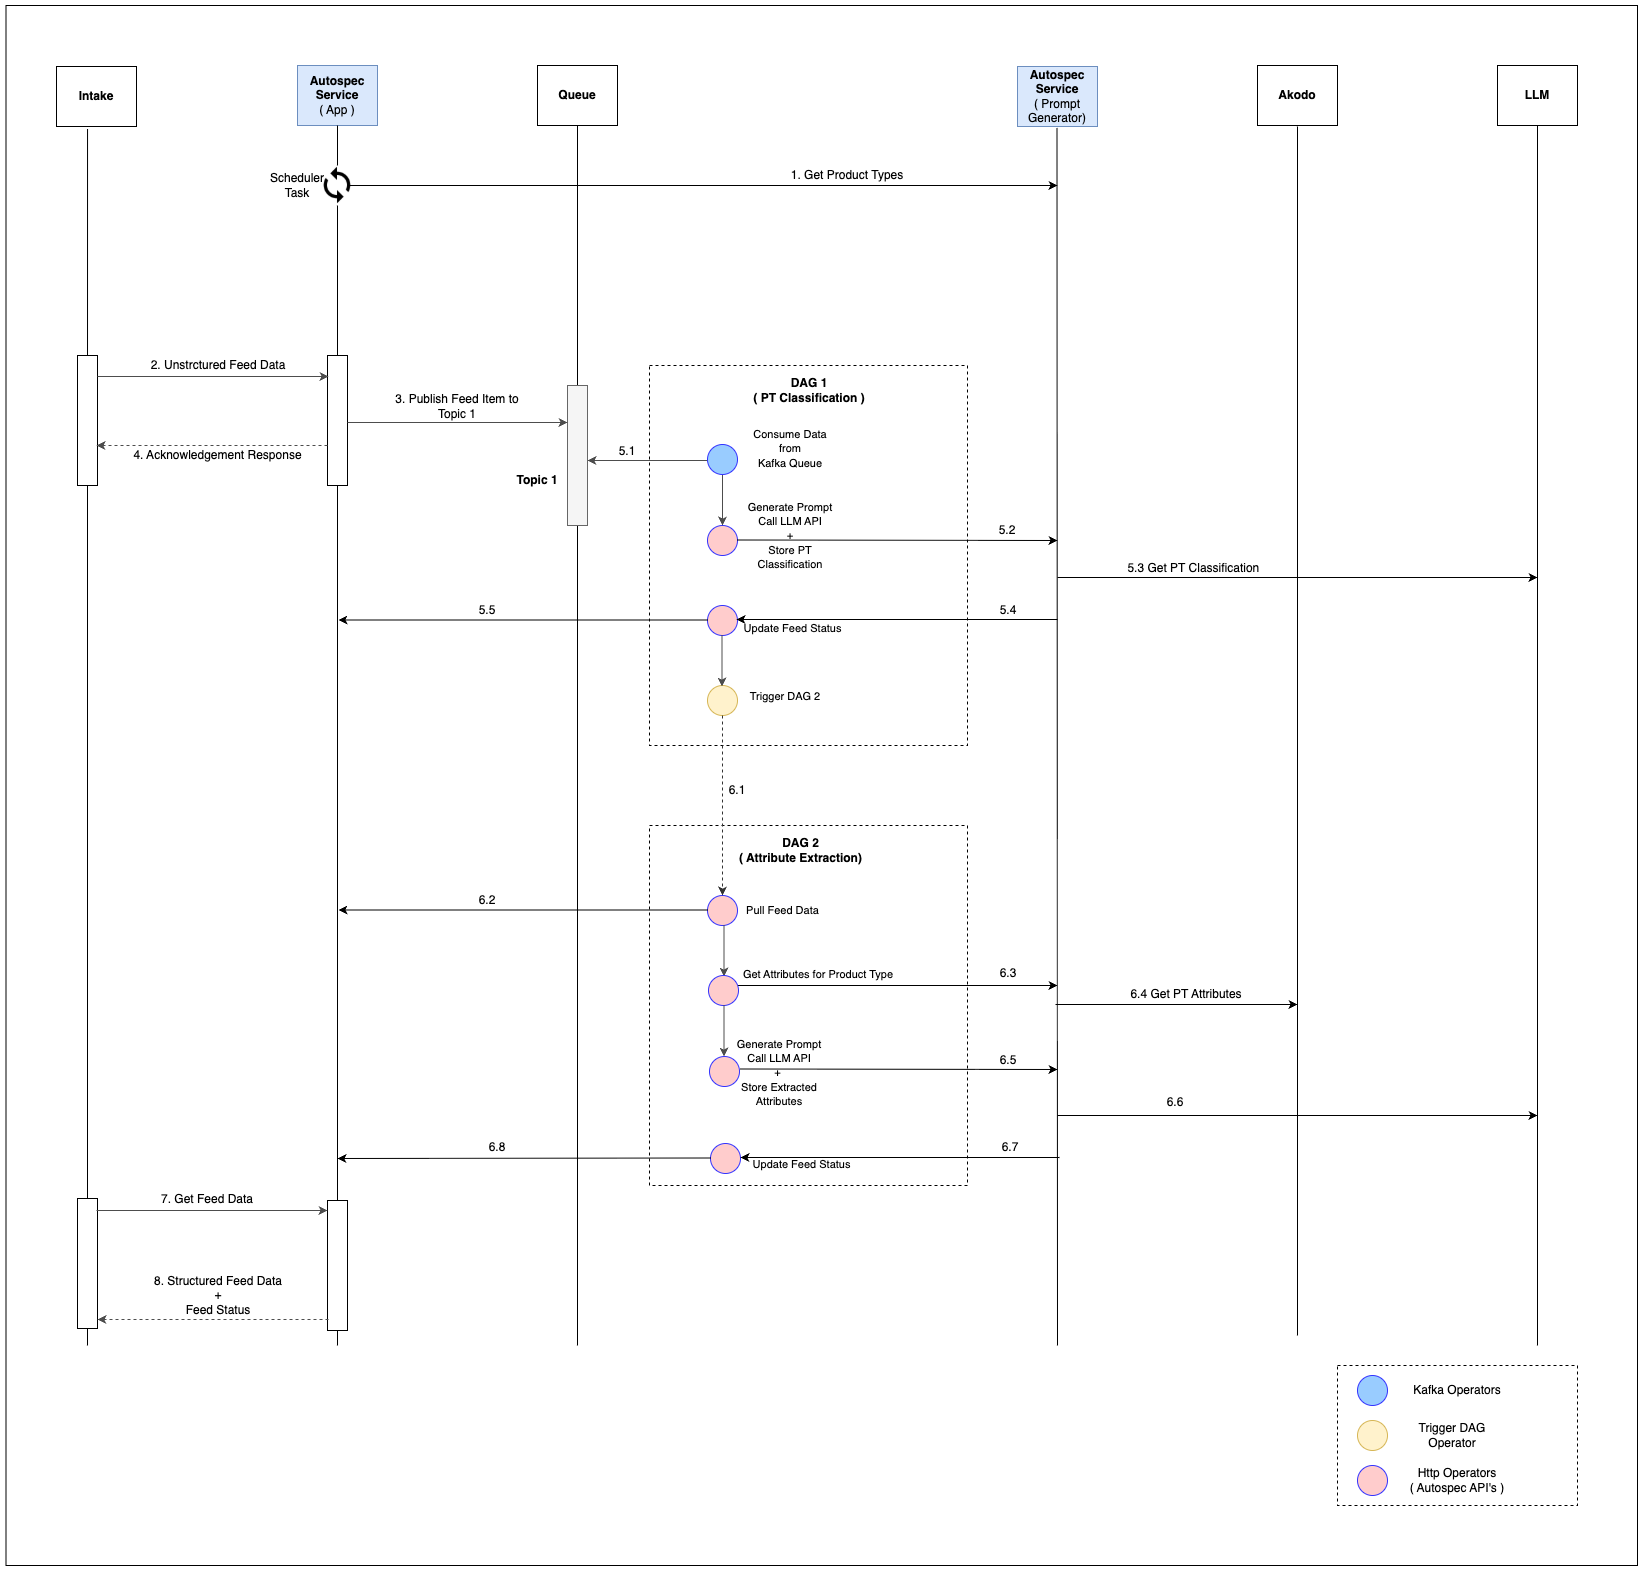 Intake
Autospec
Service
( App )
Queue
Autospec
Service
( Prompt
Generator)
Akodo
LLM
Scheduler
Task
1. Get Product Types
2. Unstrctured Feed Data
3. Publish Feed Item to
Topic 1
4. Acknowledgement Response
Topic 1
DAG 1
( PT Classification )
Consume Data
from
Kafka Queue
5.1
Generate Prompt
Call LLM API
+
Store PT
Classification
5.2
5.3 Get PT Classification
5.4
5.5
Update Feed Status
Trigger DAG 2
6.1
DAG 2
( Attribute Extraction)
6.2
Pull Feed Data
Get Attributes for Product Type
6.3
6.4 Get PT Attributes
Generate Prompt
Call LLM API
+
Store Extracted
Attributes
6.5
6.6
6.7
6.8
Update Feed Status
7. Get Feed Data
8. Structured Feed Data
+
Feed Status
Kafka Operators
Trigger DAG
Operator
Http Operators
( Autospec API's )